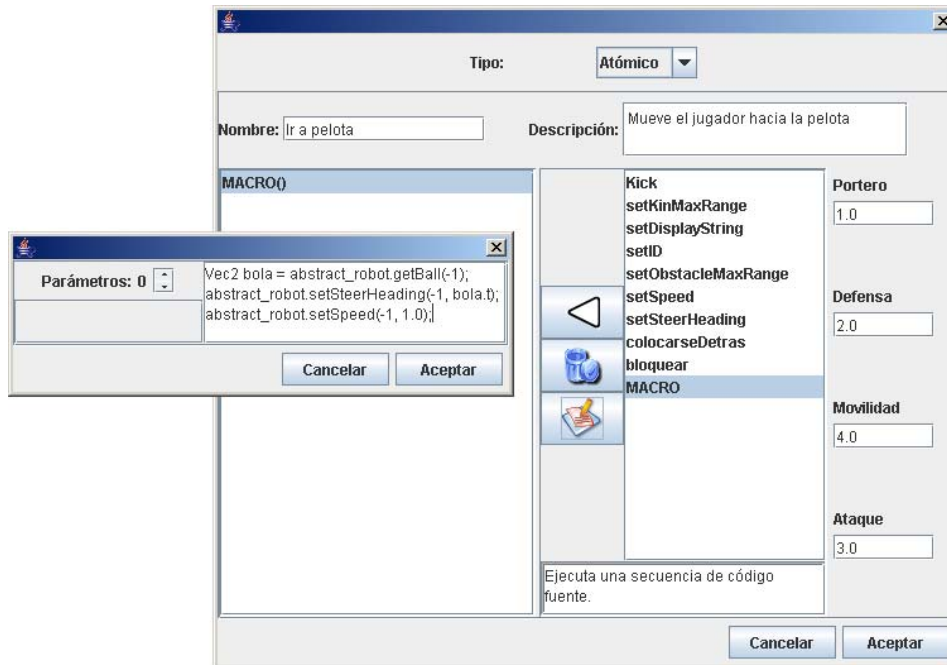 Tipo: Atómico
Nombre: Ir a pelota
Descripción: Mueve el jugador hacia la pelota
MACRO()
Parámetros: 0
Vec2 bola = abstract_robot.getBall(-1);
abstract_robot.setSteerHeading(-1, bola.t);
abstract_robot.setSpeed(-1, 1.0);
Cancelar Aceptar
Kick
setKinMaxRange
setDisplayString
setID
setObstacleMaxRange
setSpeed
setSteerHeading
colocarseDetras
bloquear
MACRO
Ejecuta una secuencia de código
fuente.
Portero
1.0
Defensa
2.0
Movilidad
4.0
Ataque
3.0
Cancelar Aceptar